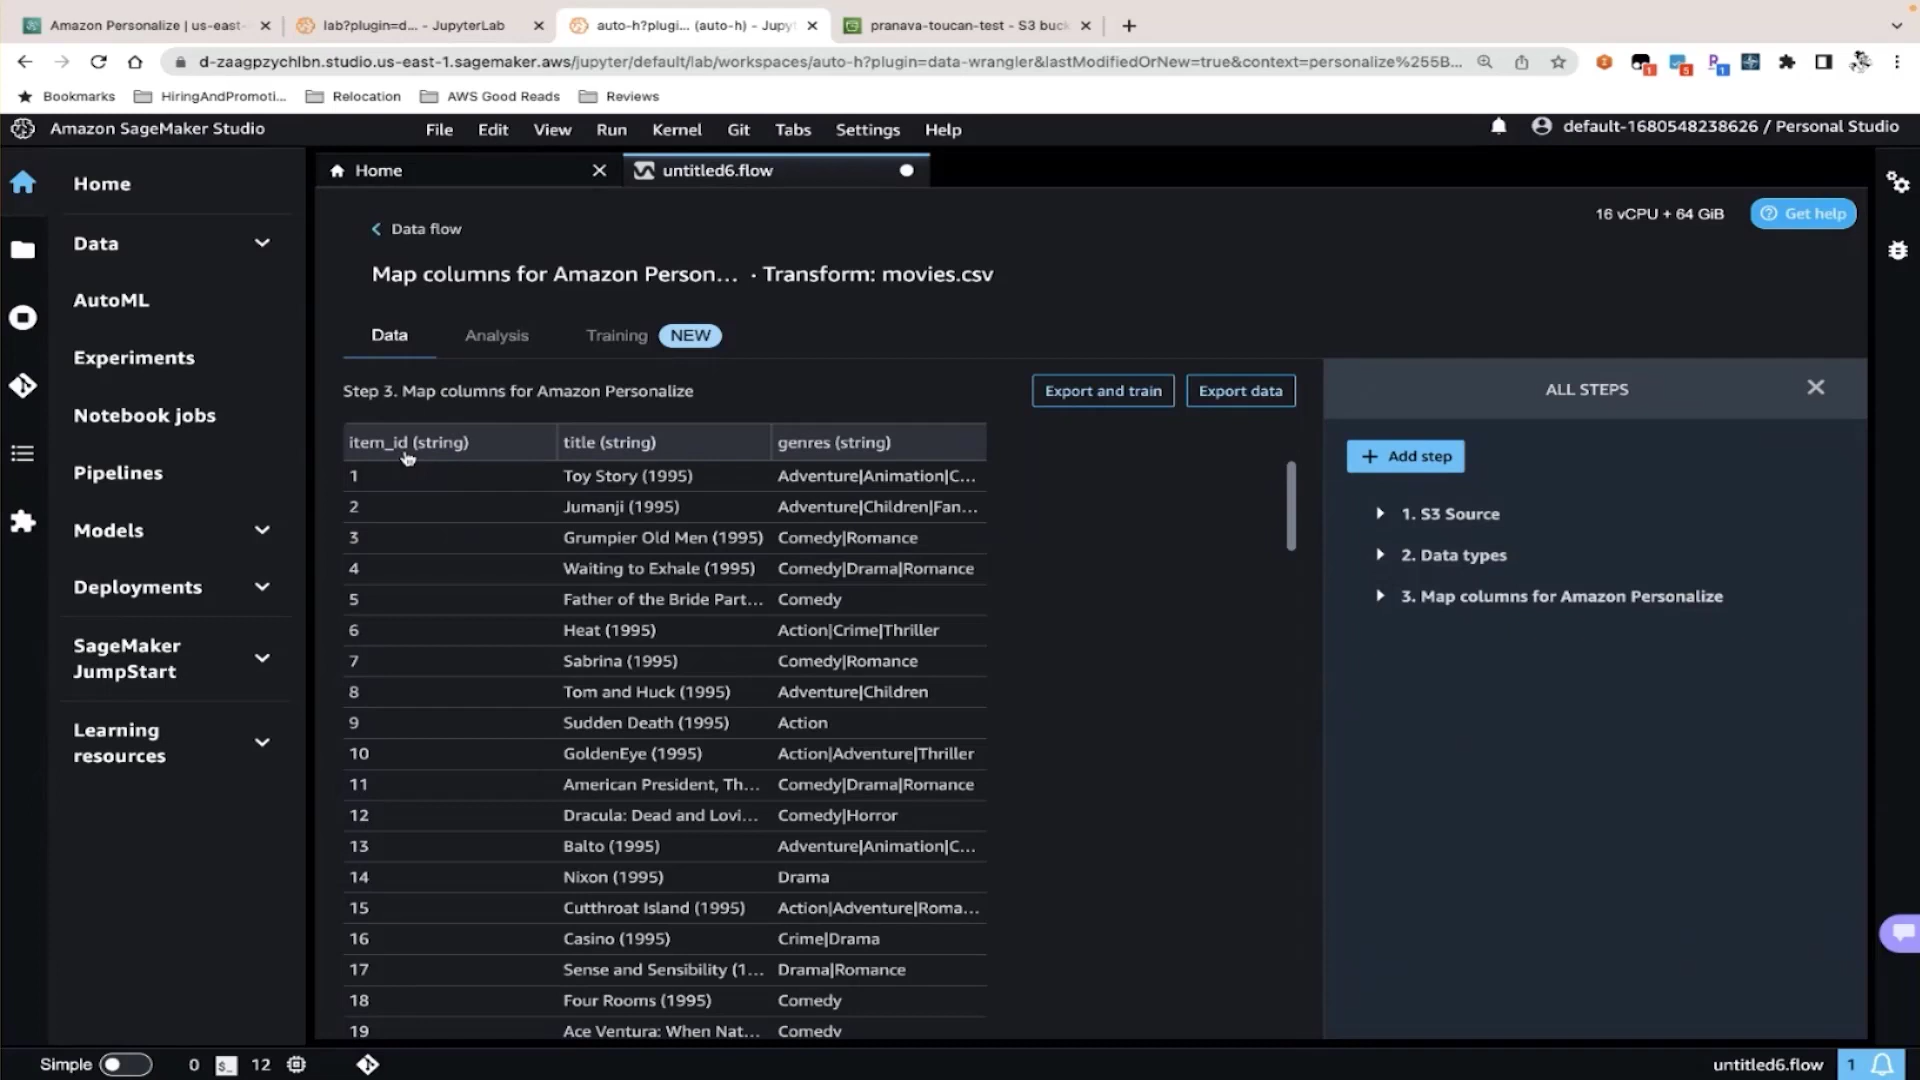 Amazon Personalize | us-east-
lab?plugin=d... - JupyterLab
auto-h?plugi... (auto-h) - Jupy
pranava-toucan-test - S3 buck
d-zaagpzychlbn.studio.us-east-1.sagemaker.aws/jupyter/default/lab/workspaces/auto-h?plugin=data-wrangler&lastModifiedOrNew=true&context=personalize%255B...
1
5
1
Bookmarks
HiringAndPromoti...
Relocation
AWS Good Reads
Reviews
Amazon SageMaker Studio
File
Edit
View
Run
Kernel
Git
Tabs
Settings
Help
default-1680548238626 / Personal Studio
Home
Data
AutoML
Experiments
Notebook jobs
Pipelines
Models
Deployments
SageMaker
JumpStart
Learning
resources
Home
untitled6.flow
Data flow
16 vCPU + 64 GiB
Get help
Map columns for Amazon Person... · Transform: movies.csv
Data
Analysis
Training
NEW
Step 3. Map columns for Amazon Personalize
Export and train
Export data
item_id (string) title (string) genres (string)
1 Toy Story (1995) Adventure|Animation|C...
2 Jumanji (1995) Adventure|Children|Fan...
3 Grumpier Old Men (1995) Comedy|Romance
4 Waiting to Exhale (1995) Comedy|Drama|Romance
5 Father of the Bride Part... Comedy
6 Heat (1995) Action|Crime|Thriller
7 Sabrina (1995) Comedy|Romance
8 Tom and Huck (1995) Adventure|Children
9 Sudden Death (1995) Action
10 GoldenEye (1995) Action|Adventure|Thriller
11 American President, Th... Comedy|Drama|Romance
12 Dracula: Dead and Lovi... Comedy|Horror
13 Balto (1995) Adventure|Animation|C...
14 Nixon (1995) Drama
15 Cutthroat Island (1995) Action|Adventure|Roma...
16 Casino (1995) Crime|Drama
17 Sense and Sensibility (1... Drama|Romance
18 Four Rooms (1995) Comedy
19 Ace Ventura: When Nat... Comedy
ALL STEPS
Add step
1. S3 Source
2. Data types
3. Map columns for Amazon Personalize
Simple
0
$_
12
untitled6.flow
1